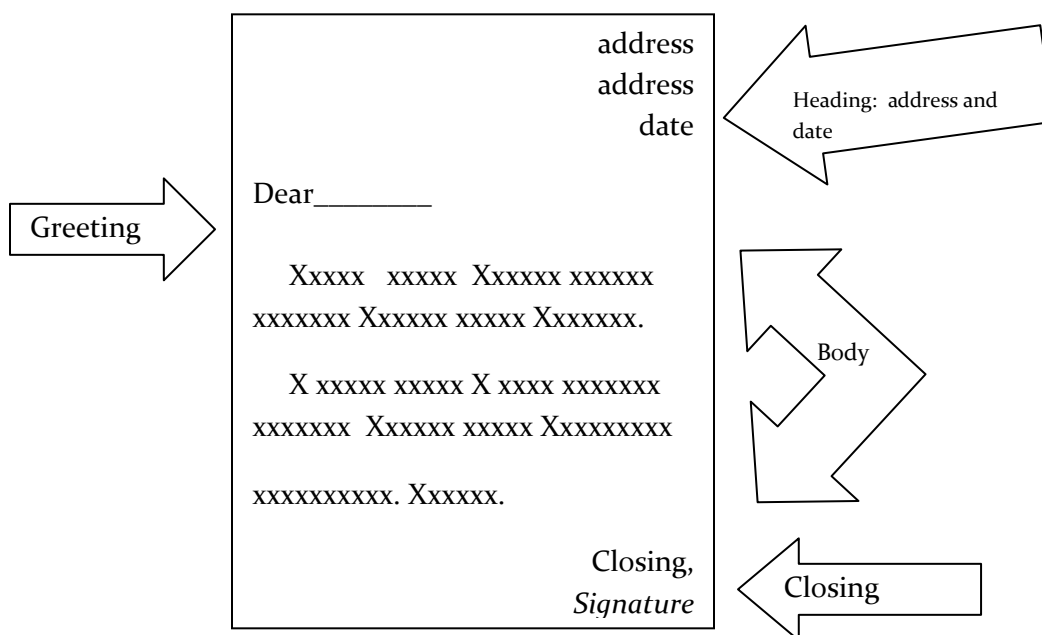 address
address
date
Heading: address and
date
Dear________
Greeting
Xxxxx xxxxx Xxxxxx xxxxxx
xxxxxxx Xxxxxx xxxxx Xxxxxxx.
Body
X xxxxx xxxxx X xxxx xxxxxxx
xxxxxxx Xxxxxx xxxxx Xxxxxxxxx
xxxxxxxxxx. Xxxxxx.
Closing,
Signature
Closing